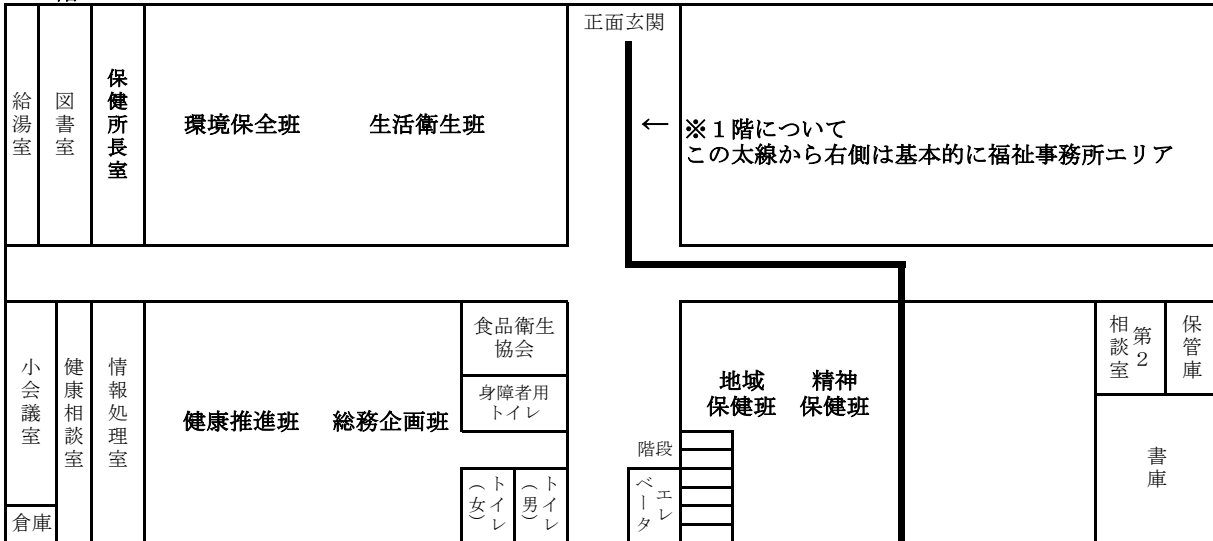 正面玄関
給湯室
図書室
保健所長室
環境保全班
生活衛生班
←
※１階について
この太線から右側は基本的に福祉事務所エリア
小会議室
倉庫
健康相談室
情報処理室
健康推進班
総務企画班
食品衛生
協会
身障者用
トイレ
トイレ
（女）
トイレ
（男）
階段
エレ
ベータ
地域
保健班
精神
保健班
第２
相談室
保管庫
書庫